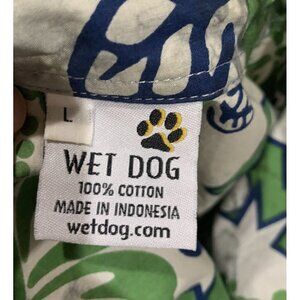 L
WET DOG
100% COTTON
MADE IN INDONESIA
wetdog.com